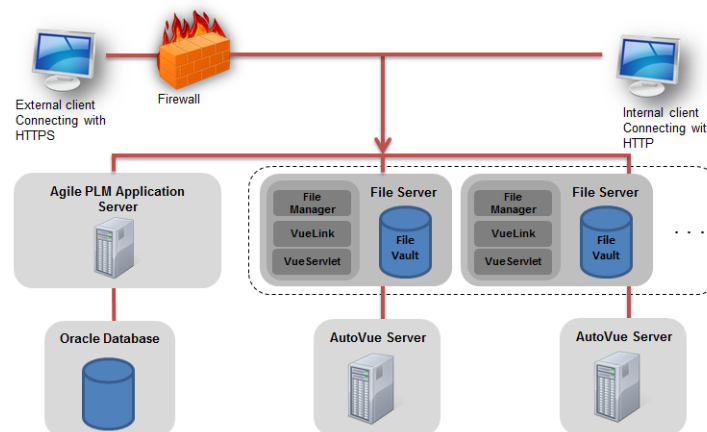 External client
Connecting with
HTTPS
Firewall
Internal client
Connecting wit
HTTP
Agile PLM Application
Server
File Server
File
Manager
VueLink
VueServlet
File
Vault
File Server
File
Manager
VueLink
VueServlet
File
Vault
. . .
Oracle Database
AutoVue Server
AutoVue Server